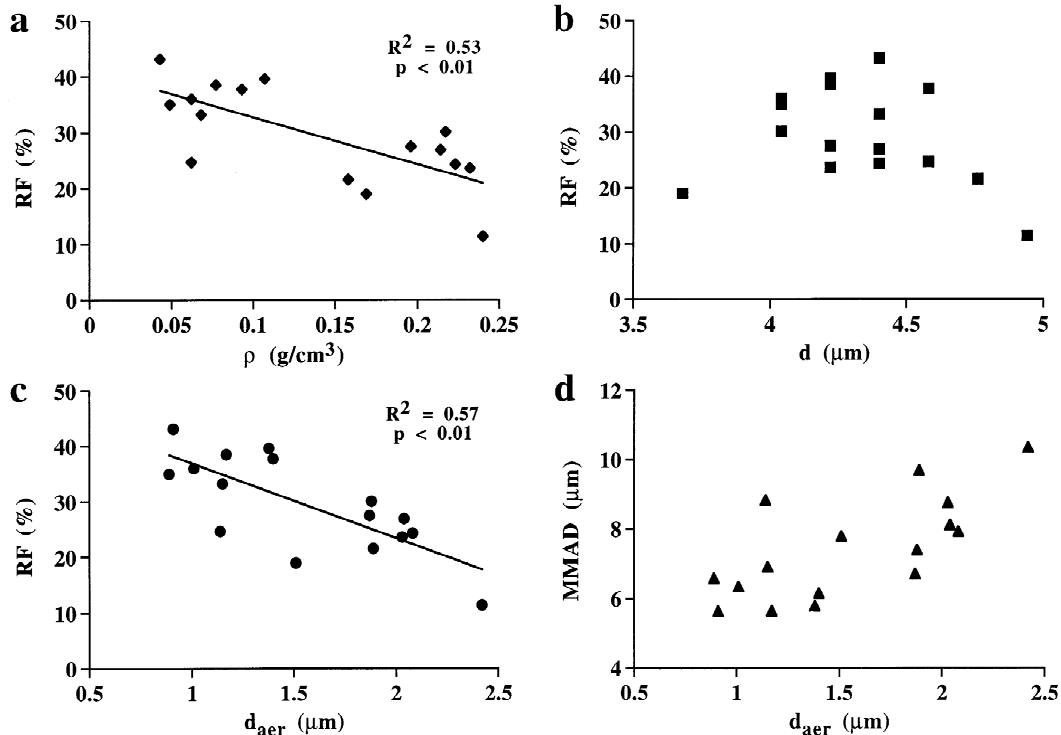 a
50
40
30
20
10
0
RF (%)
R² = 0.53
p < 0.01
0 0.05 0.1 0.15 0.2 0.25
ρ (g/cm³)
b
50
40
30
20
10
0
RF (%)
3.5 4 4.5 5
d (μm)
c
50
40
30
20
10
0
RF (%)
R² = 0.57
p < 0.01
0.5 1 1.5 2 2.5
d_aer (μm)
d
12
10
8
6
4
MMAD (μm)
0.5 1 1.5 2 2.5
d_aer (μm)